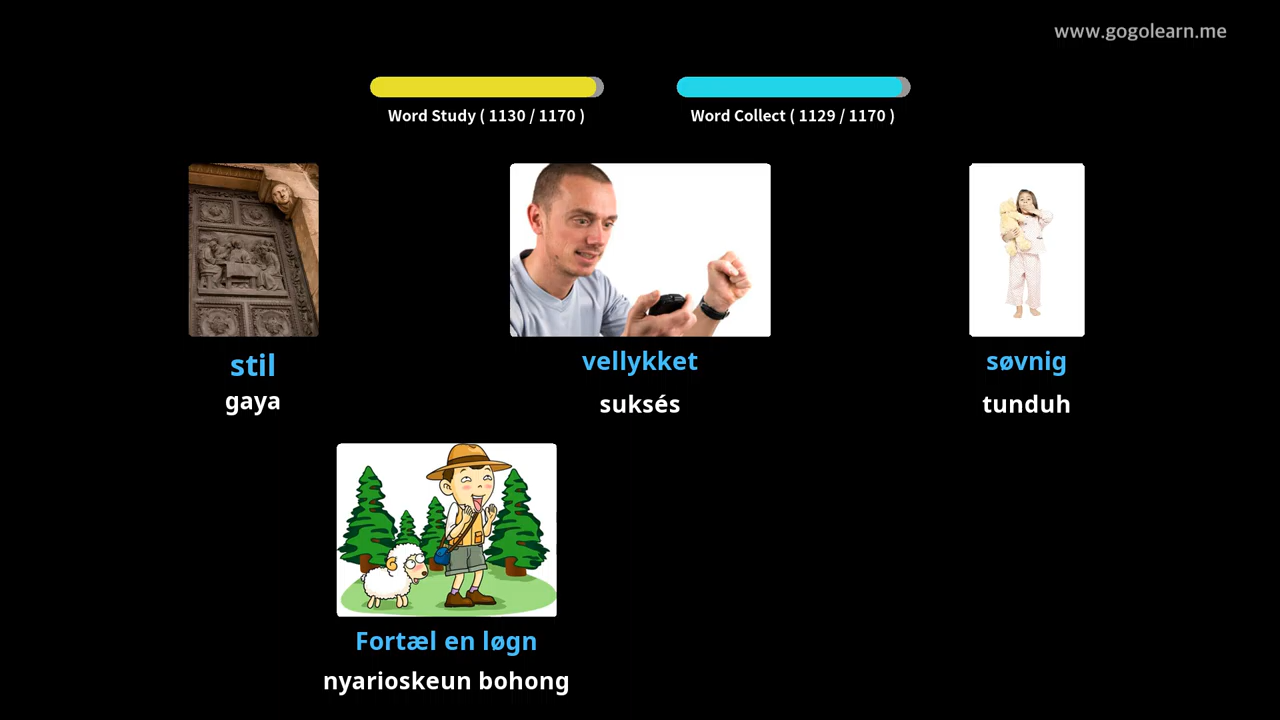 www.gogolearn.me
Word Study ( 1130 / 1170 )
Word Collect ( 1129 / 1170 )
stil
gaya
vellykket
suksés
søvnig
tunduh
Fortæl en løgn
nyarioskeun bohong